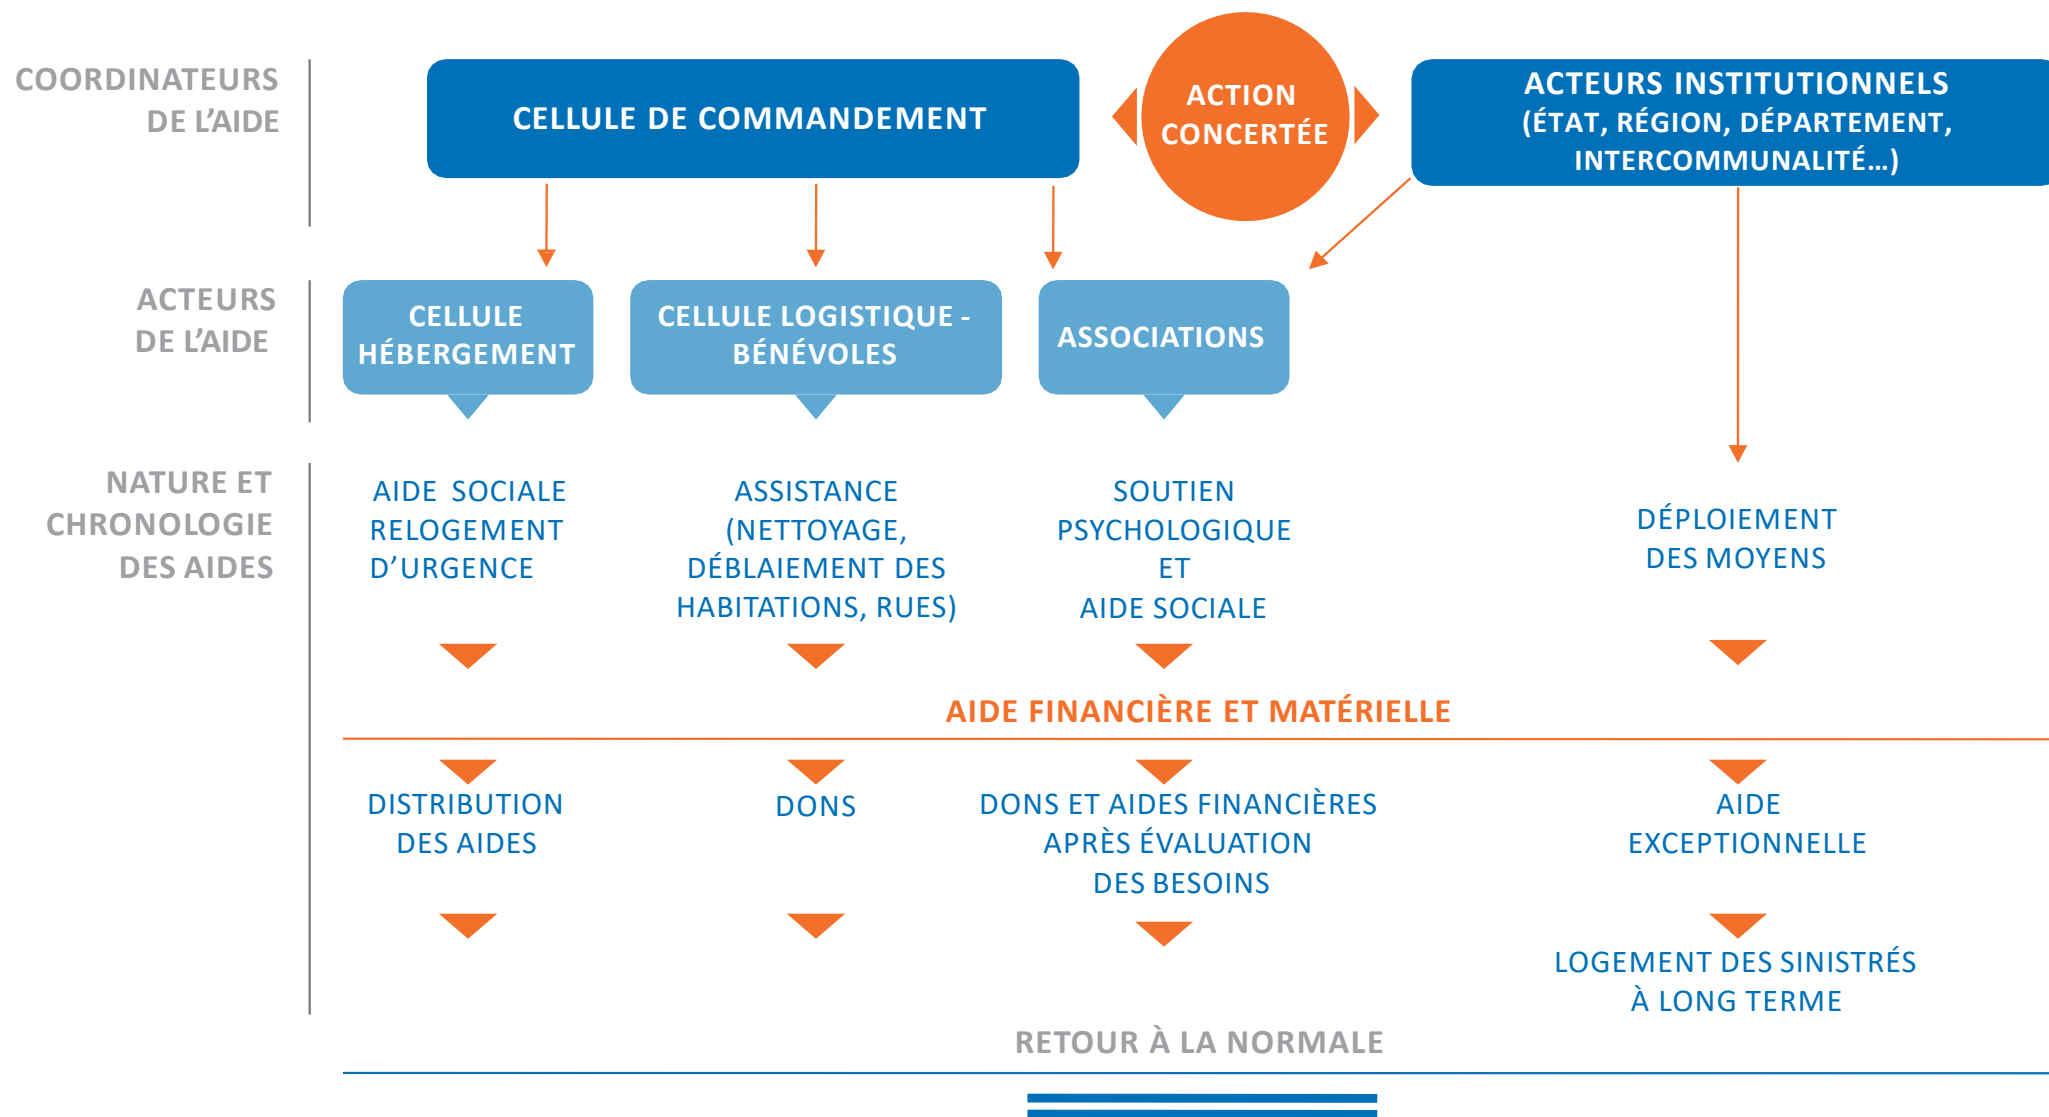 COORDINATEURS
DE L'AIDE
CELLULE DE COMMANDEMENT
ACTION
CONCERTÉE
ACTEURS INSTITUTIONNELS
(ÉTAT, RÉGION, DÉPARTEMENT,
INTERCOMMUNALITÉ…)
ACTEURS
DE L'AIDE
CELLULE
HÉBERGEMENT
CELLULE LOGISTIQUE -
BÉNÉVOLES
ASSOCIATIONS
NATURE ET
CHRONOLOGIE
DES AIDES
AIDE SOCIALE
RELOGEMENT
D'URGENCE
ASSISTANCE
(NETTOYAGE,
DÉBLAIEMENT DES
HABITATIONS, RUES)
SOUTIEN
PSYCHOLOGIQUE
ET
AIDE SOCIALE
DÉPLOIEMENT
DES MOYENS
AIDE FINANCIÈRE ET MATÉRIELLE
DISTRIBUTION
DES AIDES
DONS
DONS ET AIDES FINANCIÈRES
APRÈS ÉVALUATION
DES BESOINS
AIDE
EXCEPTIONNELLE
LOGEMENT DES SINISTRÉS
À LONG TERME
RETOUR À LA NORMALE